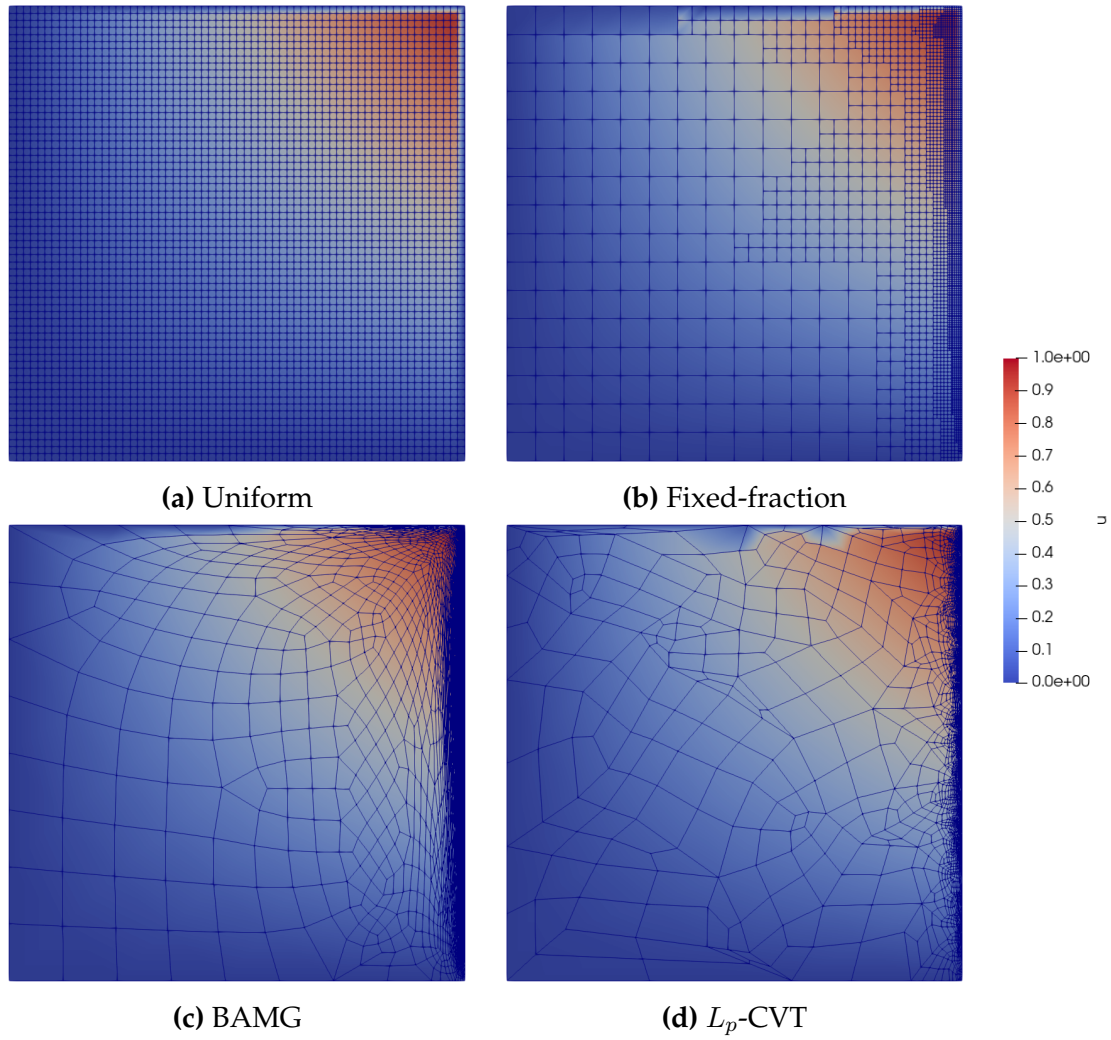 (a) Uniform
(b) Fixed-fraction
1.0e+00
0.9
0.8
0.7
0.6
0.5
0.4
0.3
0.2
0.1
0.0e+00
u
(c) BAMG
(d) Lp-CVT